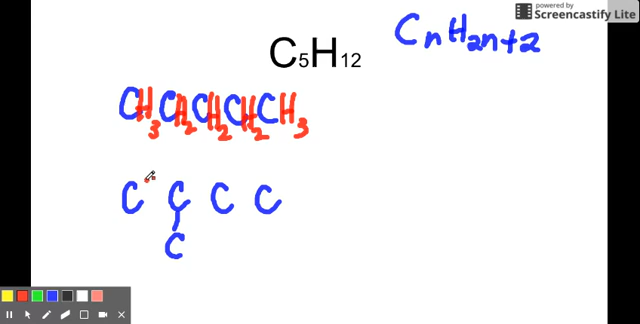 powered by
Screencastify Lite
CnH2n+2
C5H12
CH3CH2CH2CH2CH3
C C C C
C